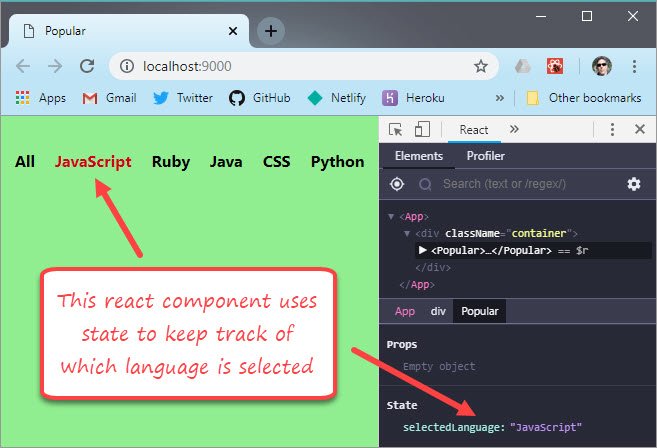 Popular
localhost:9000
Apps Gmail Twitter GitHub Netlify Heroku » Other bookmarks
All JavaScript Ruby Java CSS Python
This react component uses
state to keep track of
which language is selected
React »
Elements Profiler
Search (text or /regex/)
▼ <App>
▼ <div className="container">
▶ <Popular>…</Popular> == $r
</div>
</App>
App div Popular
Props
Empty object
State
selectedLanguage: "JavaScript"